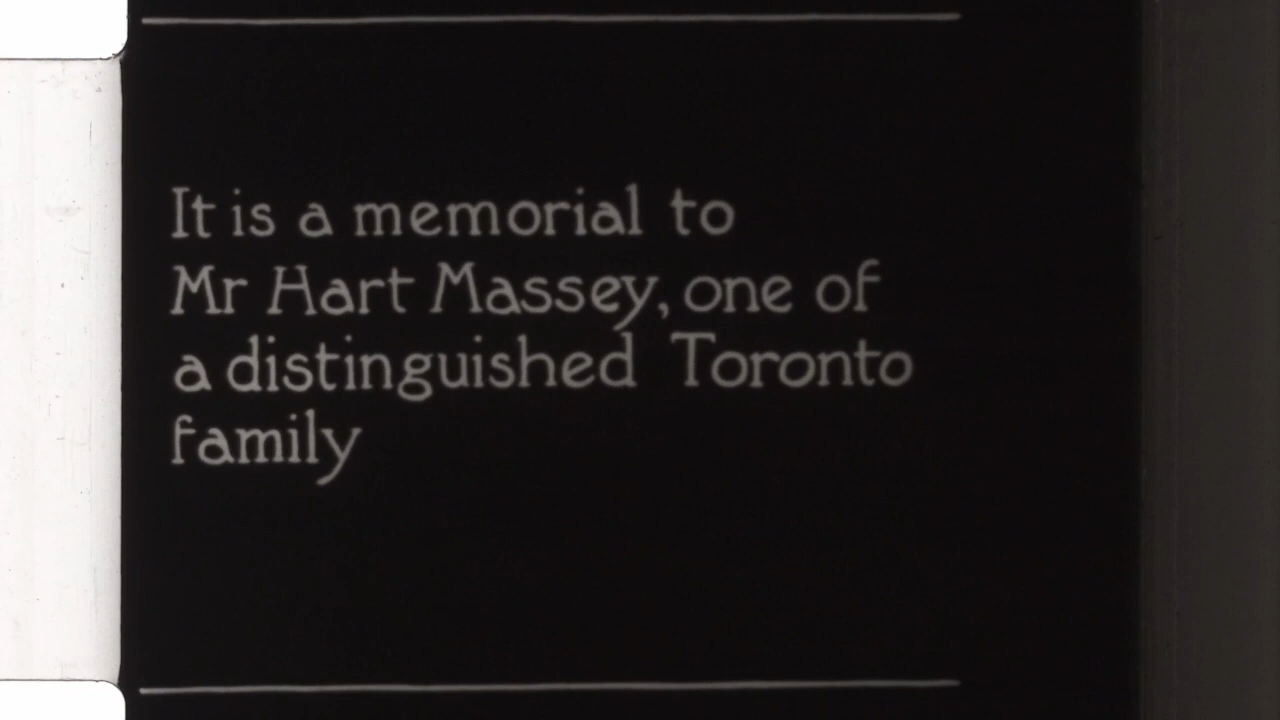 It is a memorial to
Mr Hart Massey, one of
a distinguished Toronto
family